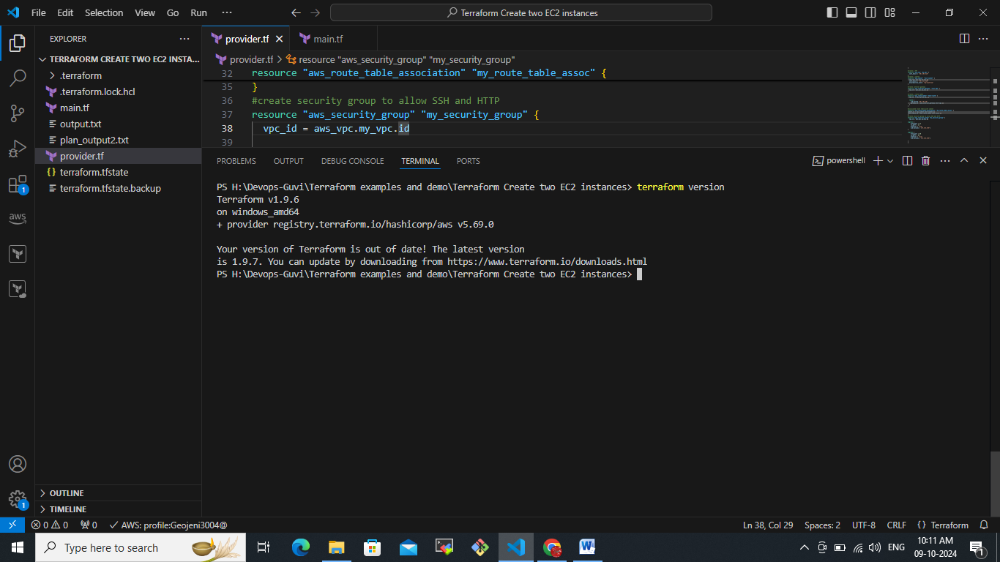 File Edit Selection View Go Run ···
Terraform Create two EC2 instances
EXPLORER ···
TERRAFORM CREATE TWO EC2 INSTA...
.terraform
.terraform.lock.hcl
main.tf
output.txt
plan_output2.txt
provider.tf
terraform.tfstate
terraform.tfstate.backup
OUTLINE
TIMELINE
1
aws
1
provider.tf main.tf
provider.tf > resource "aws_security_group" "my_security_group"
32 resource "aws_route_table_association" "my_route_table_assoc" {
35 }
36 #create security group to allow SSH and HTTP
37 resource "aws_security_group" "my_security_group" {
38 vpc_id = aws_vpc.my_vpc.id
39
PROBLEMS OUTPUT DEBUG CONSOLE TERMINAL PORTS powershell
PS H:\Devops-Guvi\Terraform examples and demo\Terraform Create two EC2 instances> terraform version
Terraform v1.9.6
on windows_amd64
+ provider registry.terraform.io/hashicorp/aws v5.69.0
Your version of Terraform is out of date! The latest version
is 1.9.7. You can update by downloading from https://www.terraform.io/downloads.html
PS H:\Devops-Guvi\Terraform examples and demo\Terraform Create two EC2 instances>
0 0 0 AWS: profile:Geojeni3004@ Ln 38, Col 29 Spaces: 2 UTF-8 CRLF {} Terraform
Type here to search
ENG
10:11 AM
09-10-2024
1